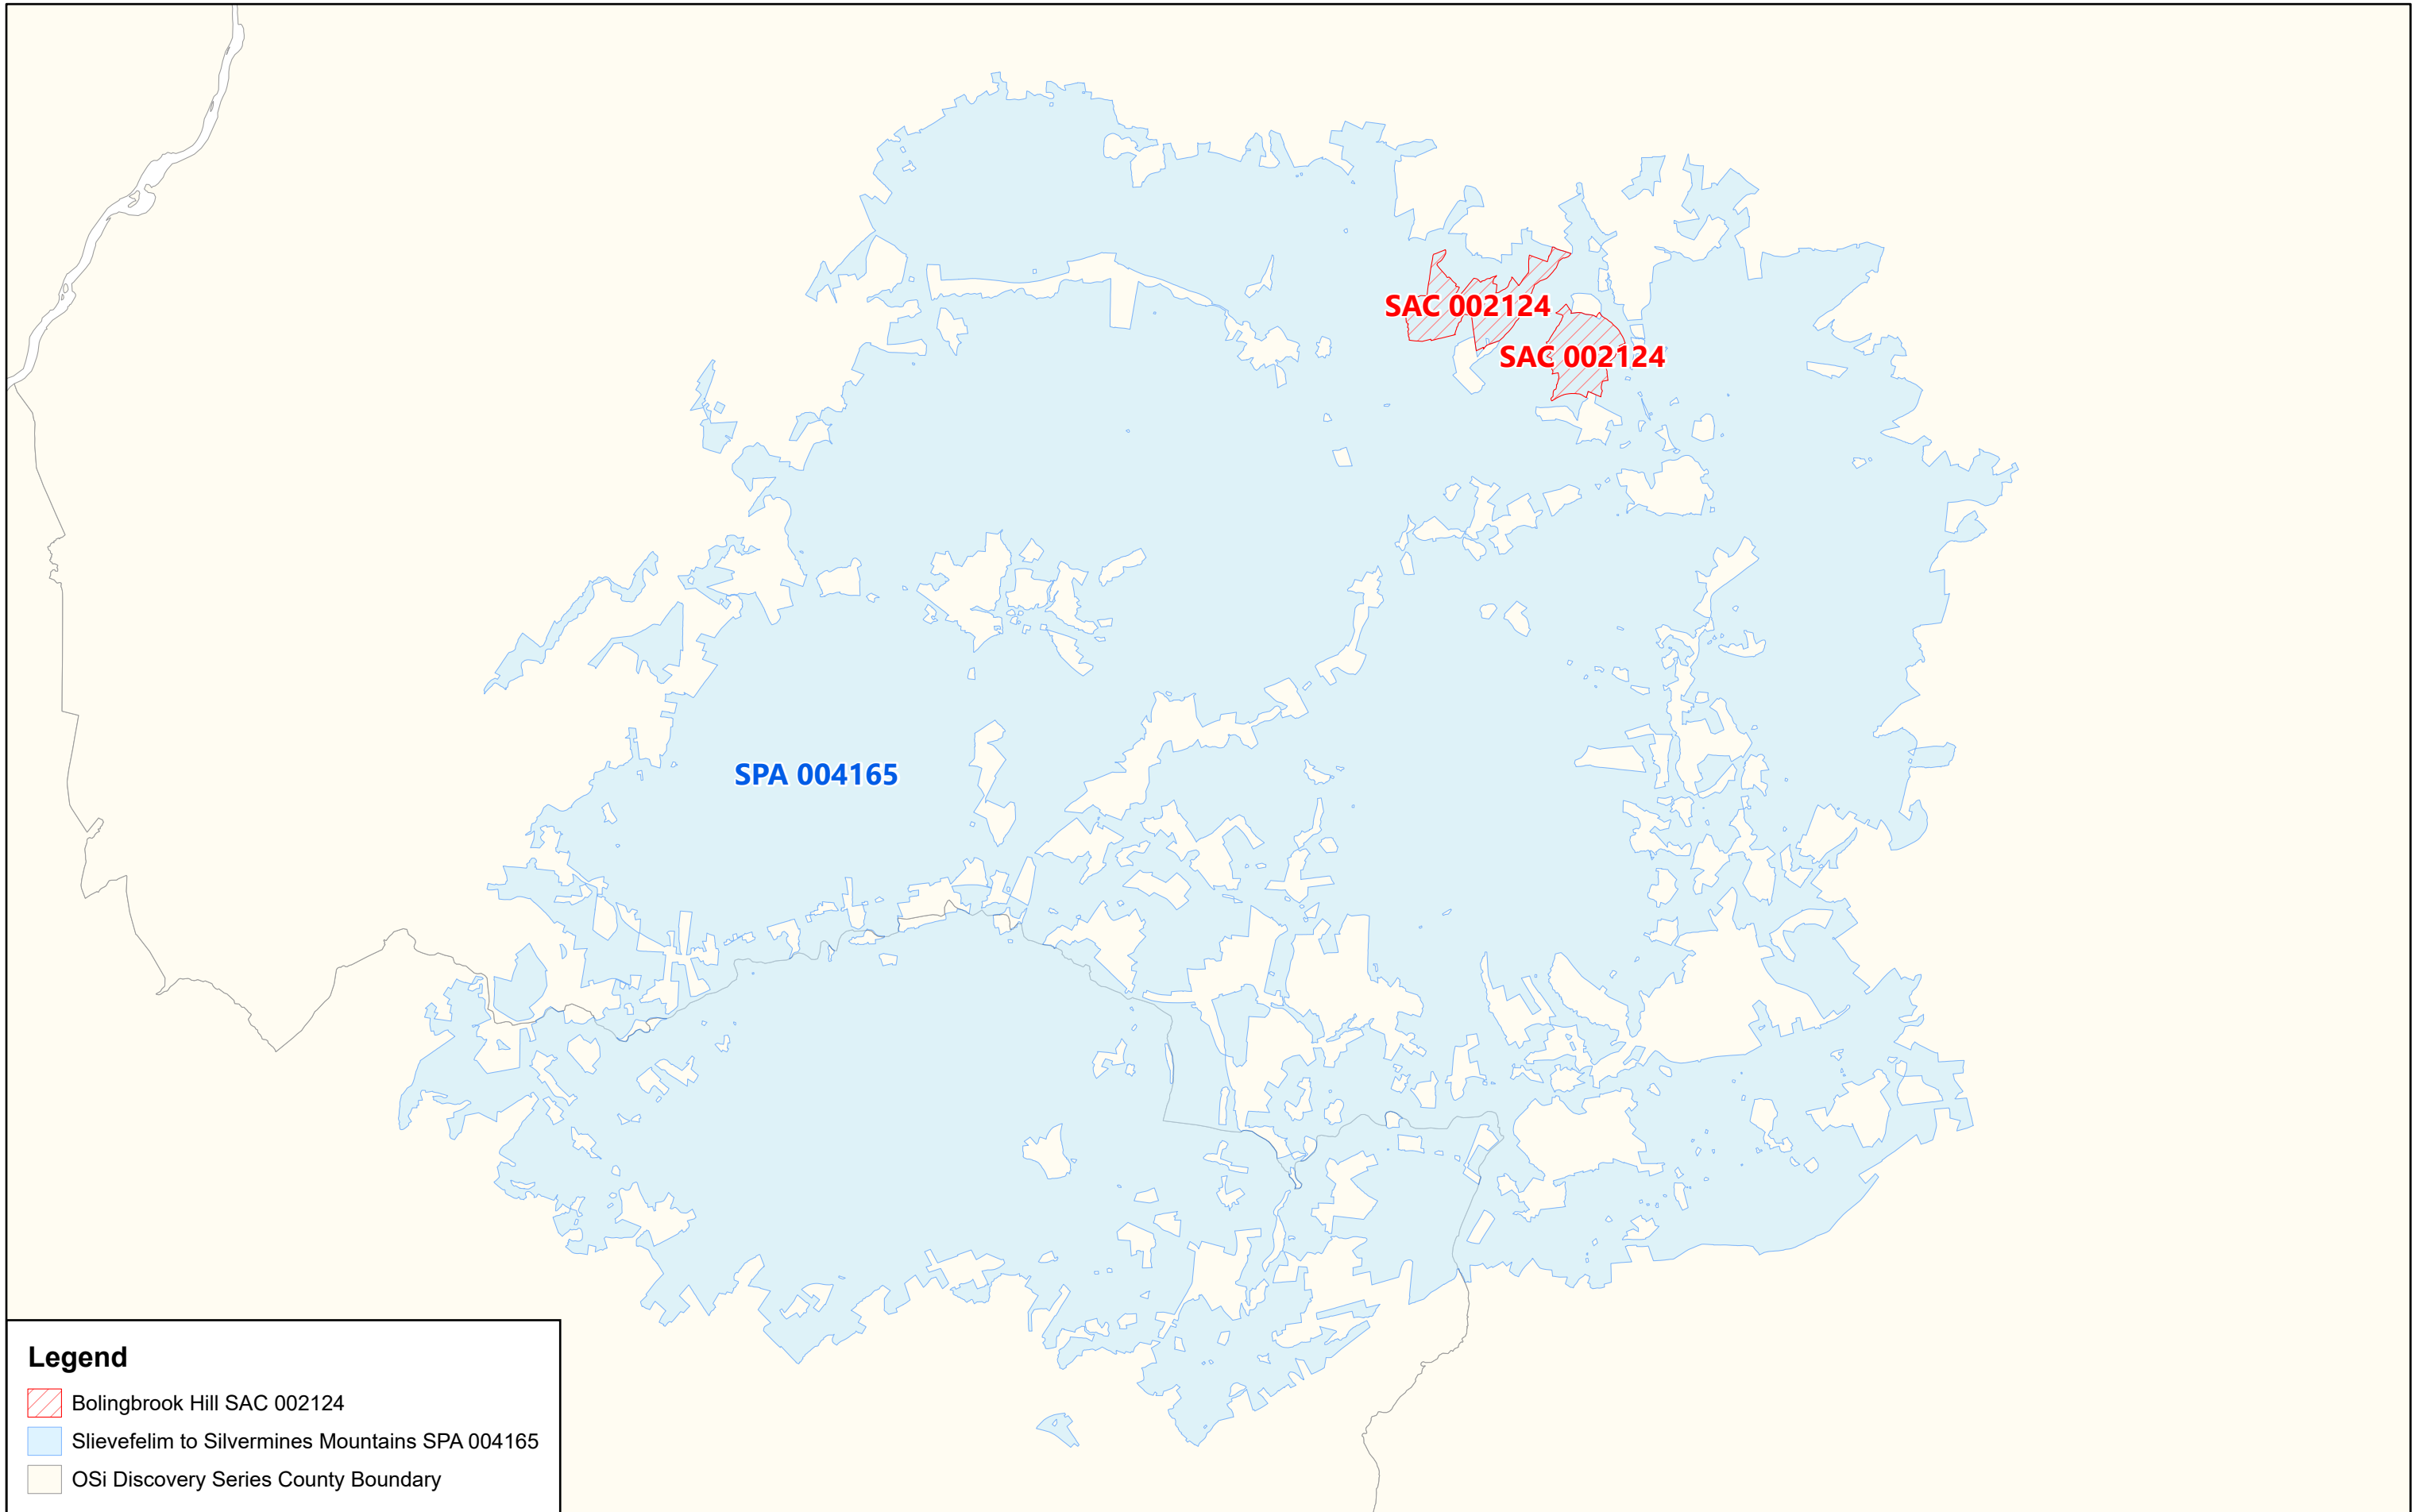 SAC 002124
SAC 002124
SPA 004165
Legend
Bolingbrook Hill SAC 002124
Slievefelim to Silvermines Mountains SPA 004165
OSi Discovery Series County Boundary